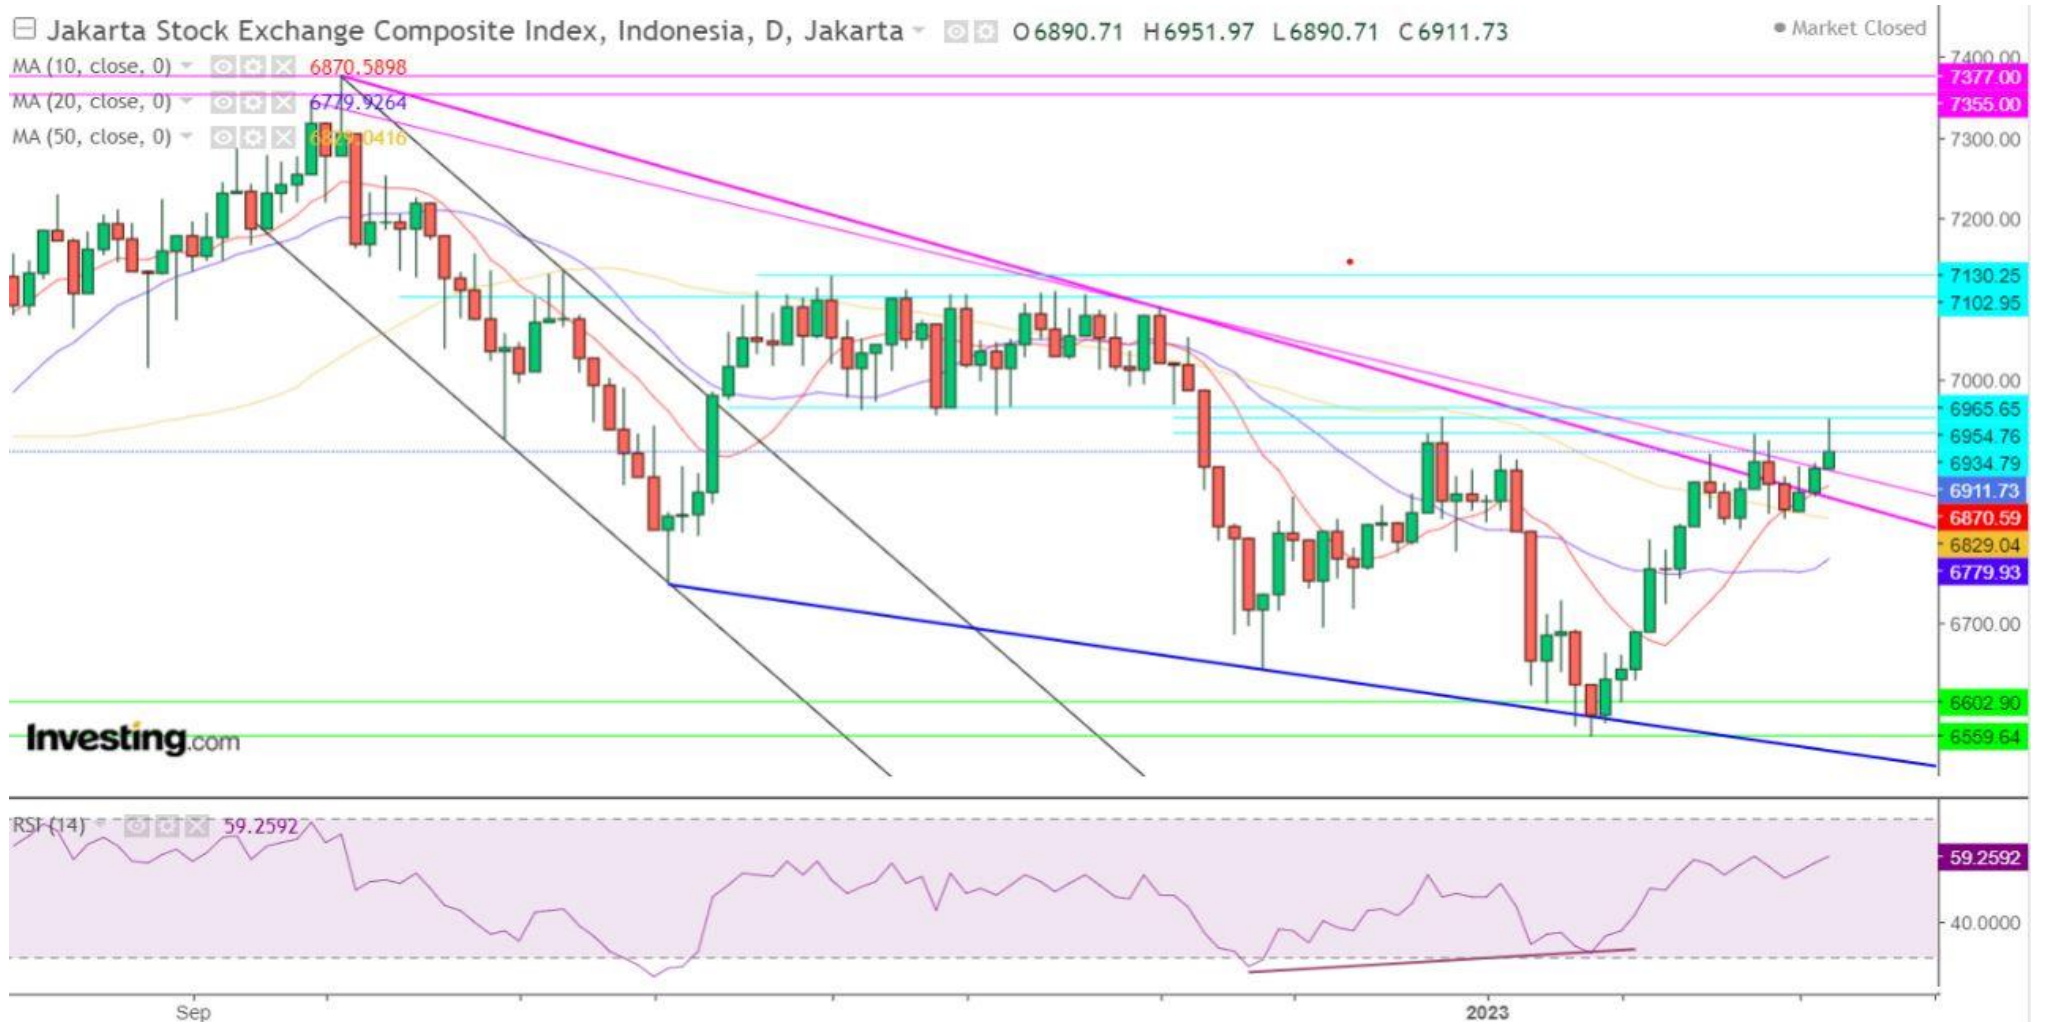 Jakarta Stock Exchange Composite Index, Indonesia, D, Jakarta O6890.71 H6951.97 L6890.71 C6911.73
Market Closed
MA (10, close, 0) 6870.5898
MA (20, close, 0) 6779.9264
MA (50, close, 0) 6829.0416
7400.00
7377.00
7355.00
7300.00
7200.00
7130.25
7102.95
7000.00
6965.65
6954.76
6934.79
6911.73
6870.59
6829.04
6779.93
6700.00
6602.90
6559.64
Investing.com
RSI (14) 59.2592
59.2592
40.0000
Sep
2023